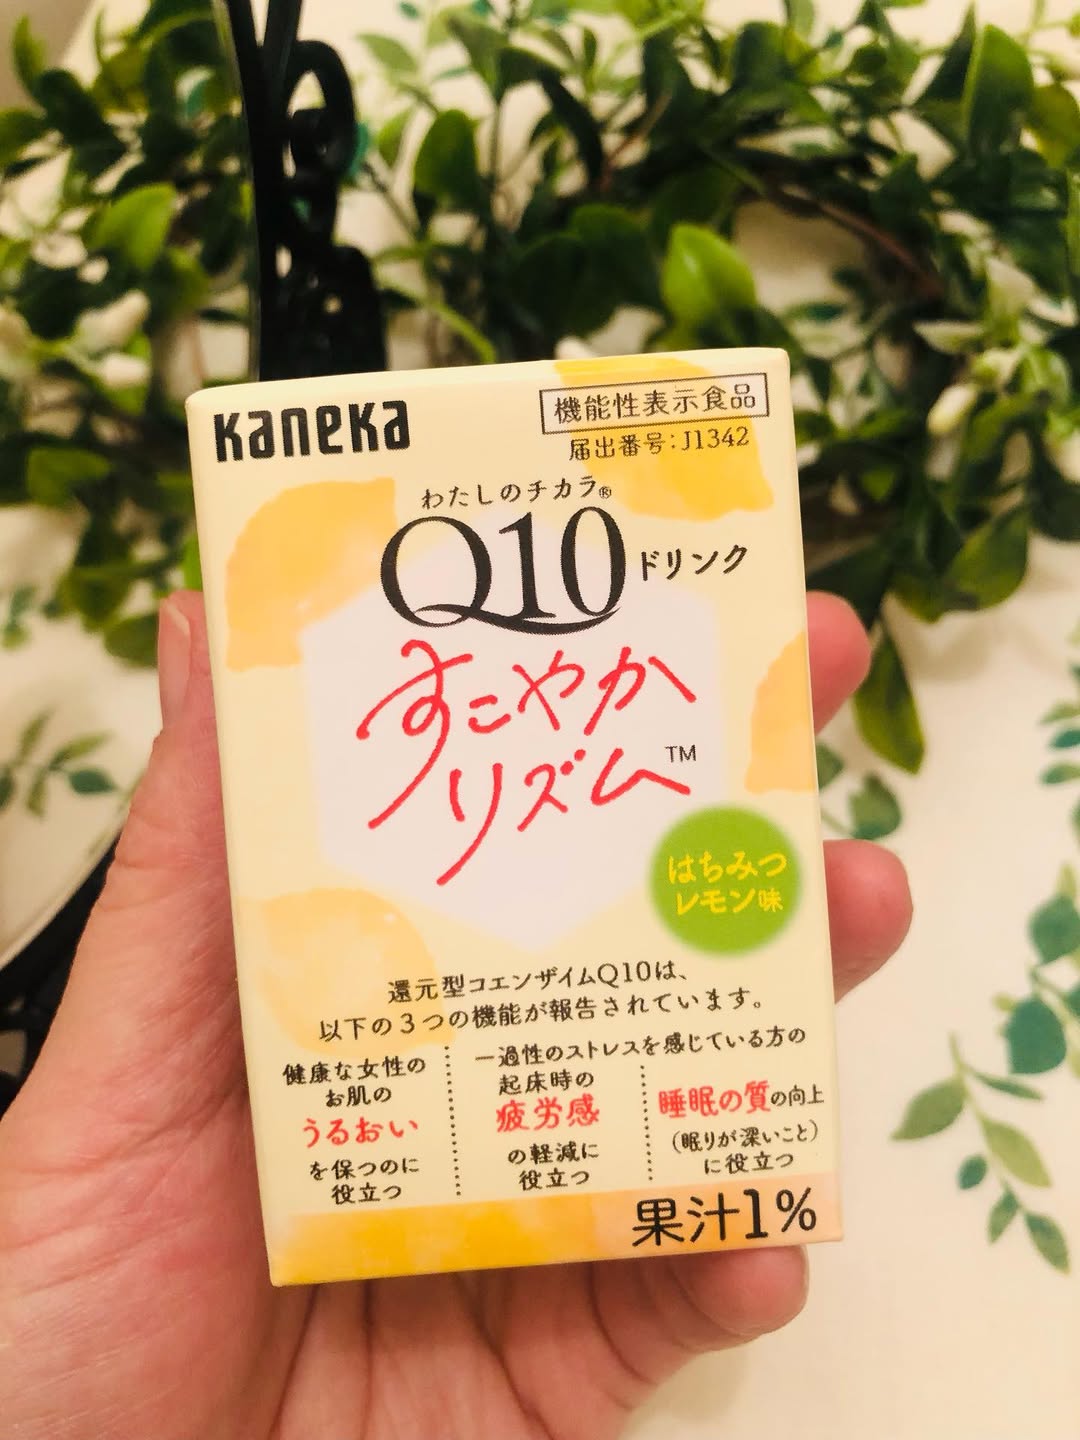 Kaneka
機能性表示食品
届出番号:J1342
わたしのチカラ®
Q10ドリンク
すこやか
リズム™
はちみつ
レモン味
還元型コエンザイムQ10は、
以下の3つの機能が報告されています。
健康な女性の
お肌の
うるおい
を保つのに
役立つ
一過性のストレスを感じている方の
起床時の
疲労感
の軽減に
役立つ
睡眠の質の向上
(眠りが深いこと)
に役立つ
果汁1%